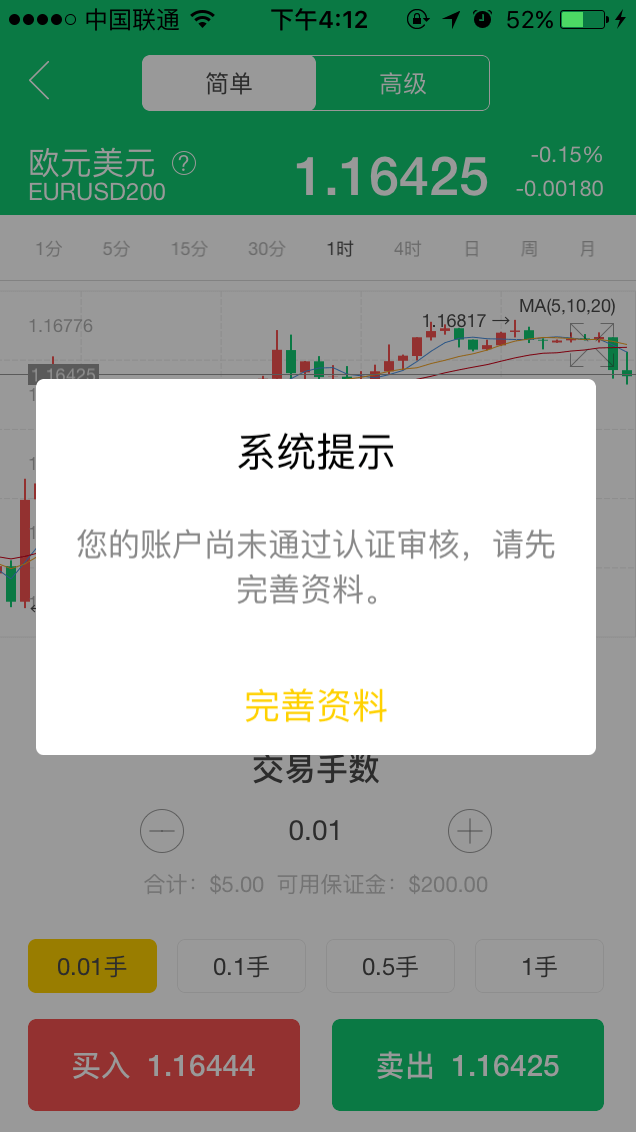 中国联通 下午4:12 52%
简单 高级
欧元美元 ? 1.16425 -0.15%
EURUSD200 -0.00180
1分 5分 15分 30分 1时 4时 日 周 月
MA(5,10,20)
1.16817→
1.16776
1.16425
系统提示
您的账户尚未通过认证审核，请先
完善资料。
完善资料
交易手数
0.01
合计：$5.00 可用保证金：$200.00
0.01手 0.1手 0.5手 1手
买入 1.16444 卖出 1.16425